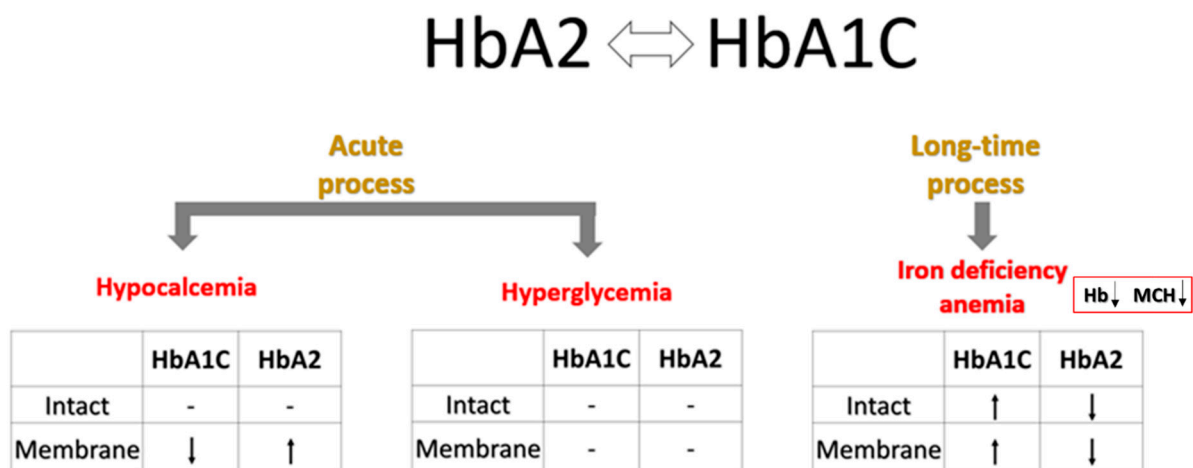 HbA2 ⇔ HbA1C
Acute
process
Long-time
process
Hypocalcemia
Hyperglycemia
Iron deficiency
anemia
Hb↓ MCH↓
HbA1C HbA2
Intact - -
Membrane ↓ ↑
HbA1C HbA2
Intact - -
Membrane - -
HbA1C HbA2
Intact ↑ ↓
Membrane ↑ ↓